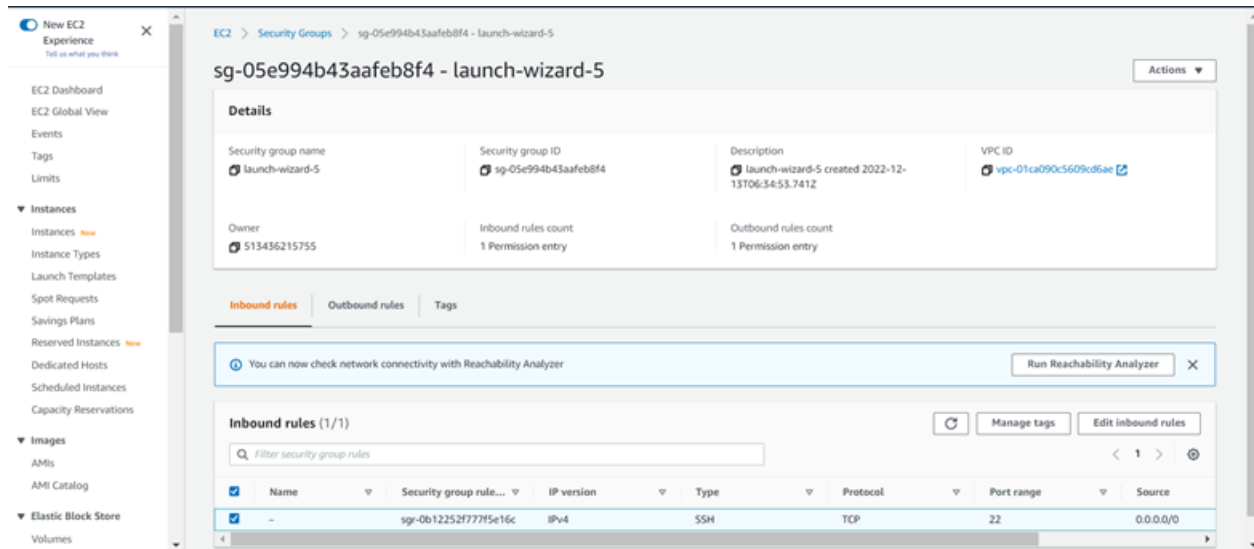 New EC2
Experience
Tell us what you think
EC2 Dashboard
EC2 Global View
Events
Tags
Limits
Instances
Instances New
Instance Types
Launch Templates
Spot Requests
Savings Plans
Reserved Instances New
Dedicated Hosts
Scheduled Instances
Capacity Reservations
Images
AMIs
AMI Catalog
Elastic Block Store
Volumes
EC2 > Security Groups > sg-05e994b43aafeb8f4 - launch-wizard-5
sg-05e994b43aafeb8f4 - launch-wizard-5
Actions
Details
Security group name
launch-wizard-5
Security group ID
sg-05e994b43aafeb8f4
Description
launch-wizard-5 created 2022-12-
13T06:34:53.741Z
VPC ID
vpc-01ca090c5609cd6ae
Owner
513436215755
Inbound rules count
1 Permission entry
Outbound rules count
1 Permission entry
Inbound rules Outbound rules Tags
You can now check network connectivity with Reachability Analyzer Run Reachability Analyzer
Inbound rules (1/1) Manage tags Edit inbound rules
Filter security group rules < 1 >
Name Security group rule... IP version Type Protocol Port range Source
– sgr-0b12252f777f5e16c IPv4 SSH TCP 22 0.0.0.0/0